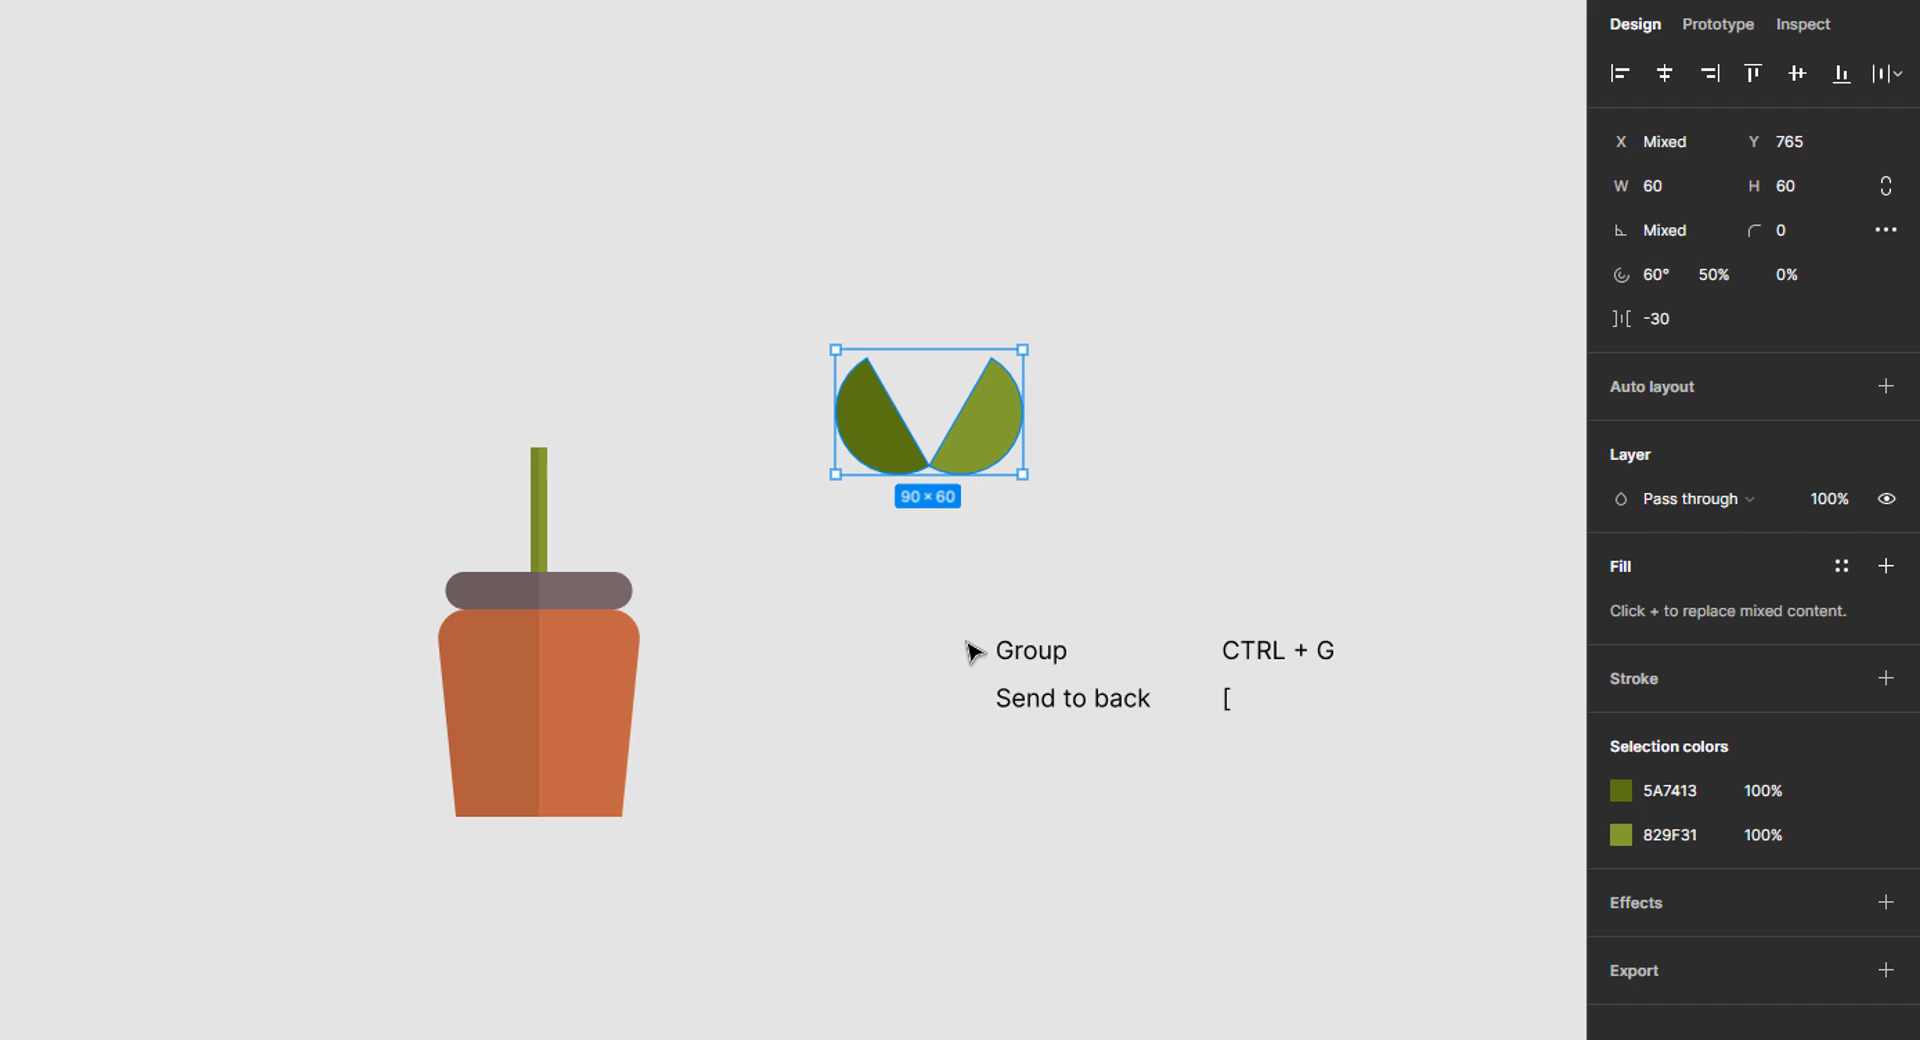 Design Prototype Inspect
X Mixed Y 765
W 60 H 60
Mixed 0
60° 50% 0%
-30
Auto layout
Layer
Pass through 100%
Fill
Click + to replace mixed content.
Stroke
Selection colors
5A7413 100%
829F31 100%
Effects
Export
90 × 60
Group CTRL + G
Send to back [